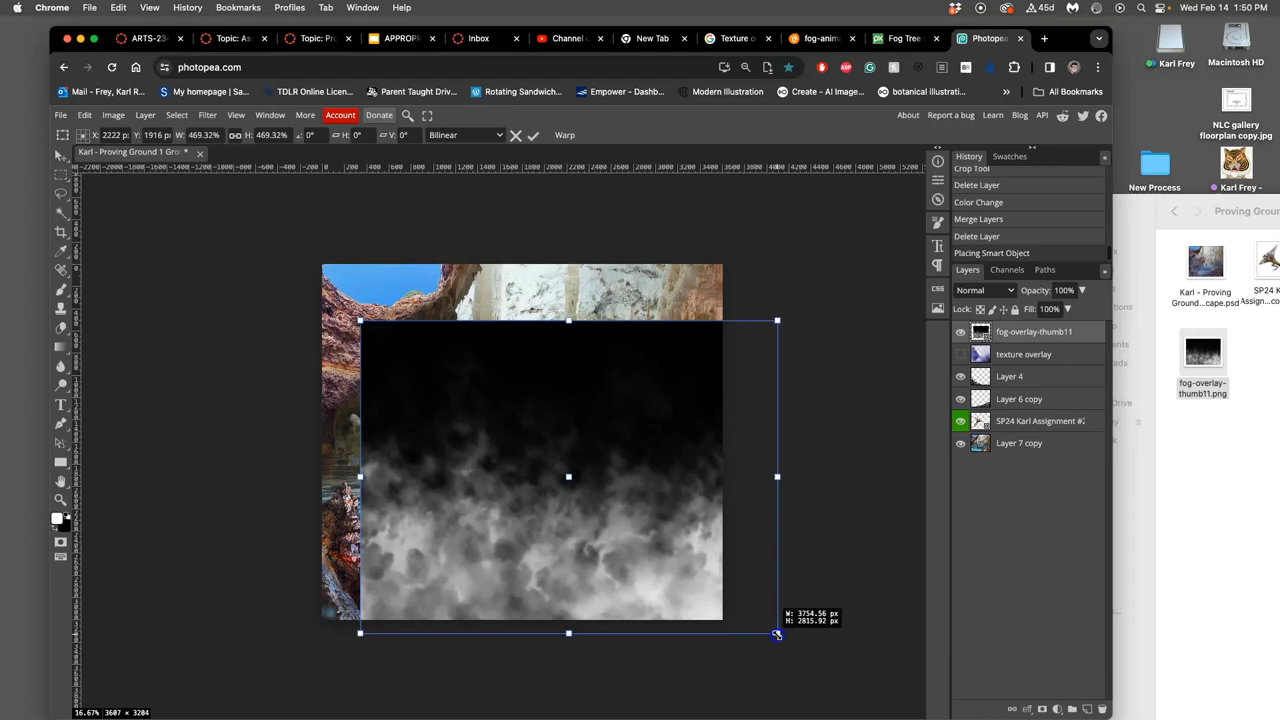 Chrome File Edit View History Bookmarks Profiles Tab Window Help 45d Wed Feb 14 1:50 PM
ARTS-23 Topic: As Topic: Pr APPROP Inbox Channel New Tab Texture o fog-anim Fog Tree Photopea
photopea.com
Mail - Frey, Karl R... My homepage | Sa... TDLR Online Licen... Parent Taught Driv... Rotating Sandwich... Empower - Dashb... Modern Illustration Create - AI Image... botanical illustrati... All Bookmarks
File Edit Image Layer Select Filter View Window More Account Donate About Report a bug Learn Blog API
X: 2222 p: Y: 1916 p: W: 469.32% H: 469.32% : 0° H: 0° V: 0° Bilinear Warp
Karl - Proving Ground 1 Gro *
History Swatches
Crop Tool
Delete Layer
Color Change
Merge Layers
Delete Layer
Placing Smart Object
Layers Channels Paths
Normal Opacity: 100%
Lock: Fill: 100%
fog-overlay-thumb11
texture overlay
Layer 4
Layer 6 copy
SP24 Karl Assignment #2
Layer 7 copy
CSS
W: 3754.56 px
H: 2815.92 px
16.67% 3607 × 3204
Karl Frey
Macintosh HD
NLC gallery
floorplan copy.jpg
New Process
Karl Frey -
Proving Groun
Karl - Proving
Ground...cape.psd
SP24 K
Assign...c
fog-overlay-
thumb11.png